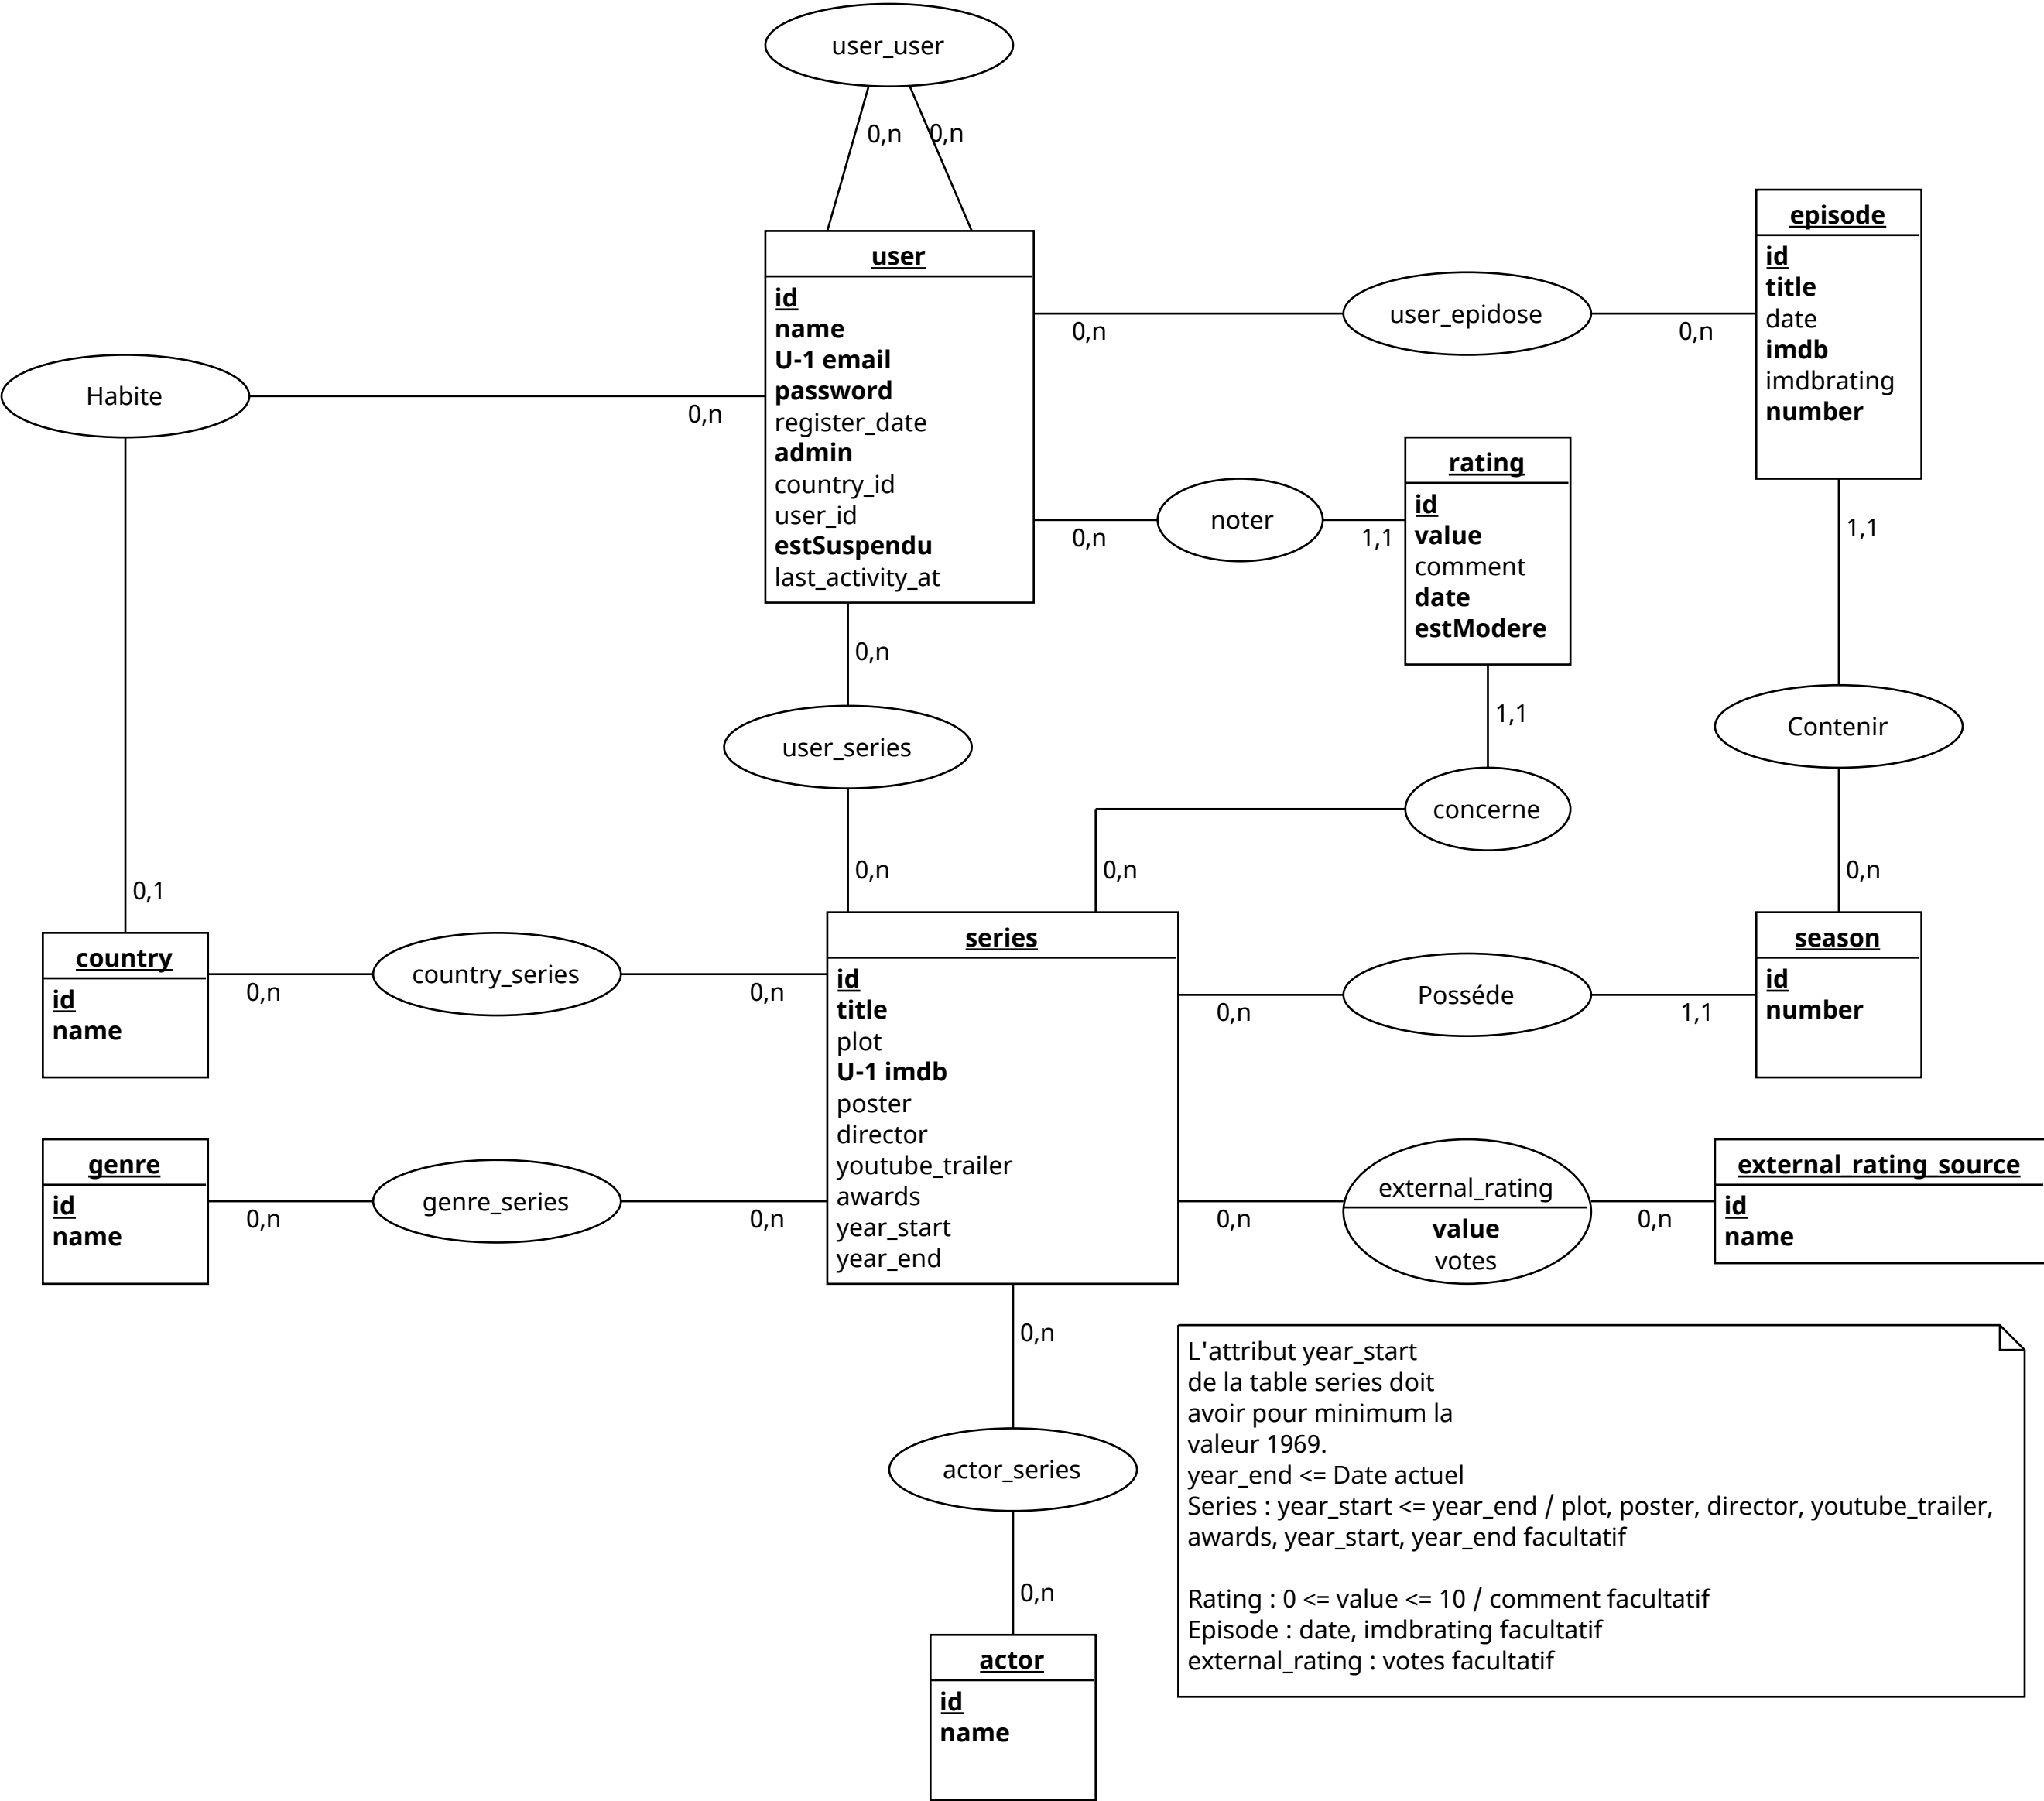 user_user
0,n
0,n
user
id
name
U-1 email
password
register_date
admin
country_id
user_id
estSuspendu
last_activity_at
0,n
user_epidose
0,n
episode
id
title
date
imdb
imdbrating
number
Habite
0,n
0,n
noter
1,1
rating
id
value
comment
date
estModere
1,1
0,n
user_series
0,n
1,1
concerne
0,n
Contenir
0,n
0,1
country
id
name
0,n
country_series
0,n
series
id
title
plot
U-1 imdb
poster
director
youtube_trailer
awards
year_start
year_end
0,n
Posséde
1,1
season
id
number
genre
id
name
0,n
genre_series
0,n
0,n
external_rating
value
votes
0,n
external_rating_source
id
name
0,n
actor_series
0,n
actor
id
name
L'attribut year_start
de la table series doit
avoir pour minimum la
valeur 1969.
year_end <= Date actuel
Series : year_start <= year_end / plot, poster, director, youtube_trailer,
awards, year_start, year_end facultatif
Rating : 0 <= value <= 10 / comment facultatif
Episode : date, imdbrating facultatif
external_rating : votes facultatif